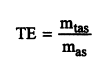 TE = m_tas / m_as